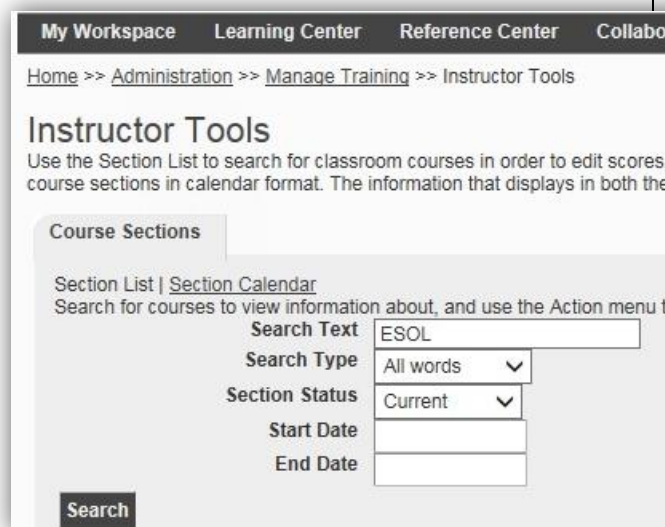 My Workspace Learning Center Reference Center
Home >> Administration >> Manage Training >> Instructor Tools
Instructor Tools
Use the Section List to search for classroom courses in order to edit scores
course sections in calendar format. The information that displays in both the
Course Sections
Section List | Section Calendar
Search for courses to view information about, and use the Action menu
Search Text ESOL
Search Type All words
Section Status Current
Start Date
End Date
Search